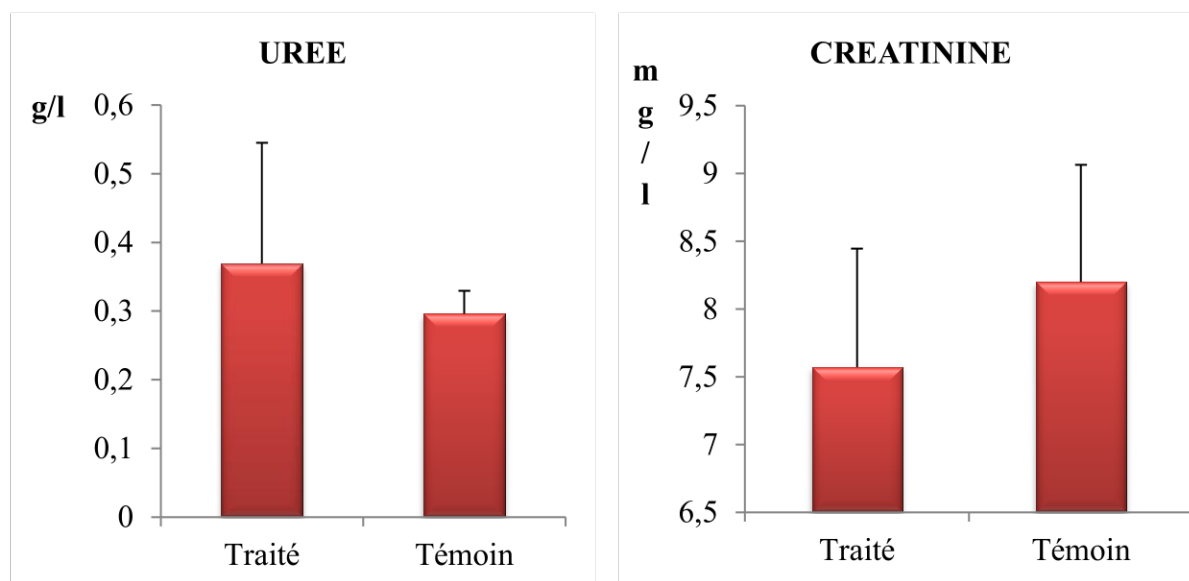 UREE
g/l
0,6
0,5
0,4
0,3
0,2
0,1
0
Traité Témoin
CREATININE
m
g
/
l
9,5
9
8,5
8
7,5
7
6,5
Traité Témoin